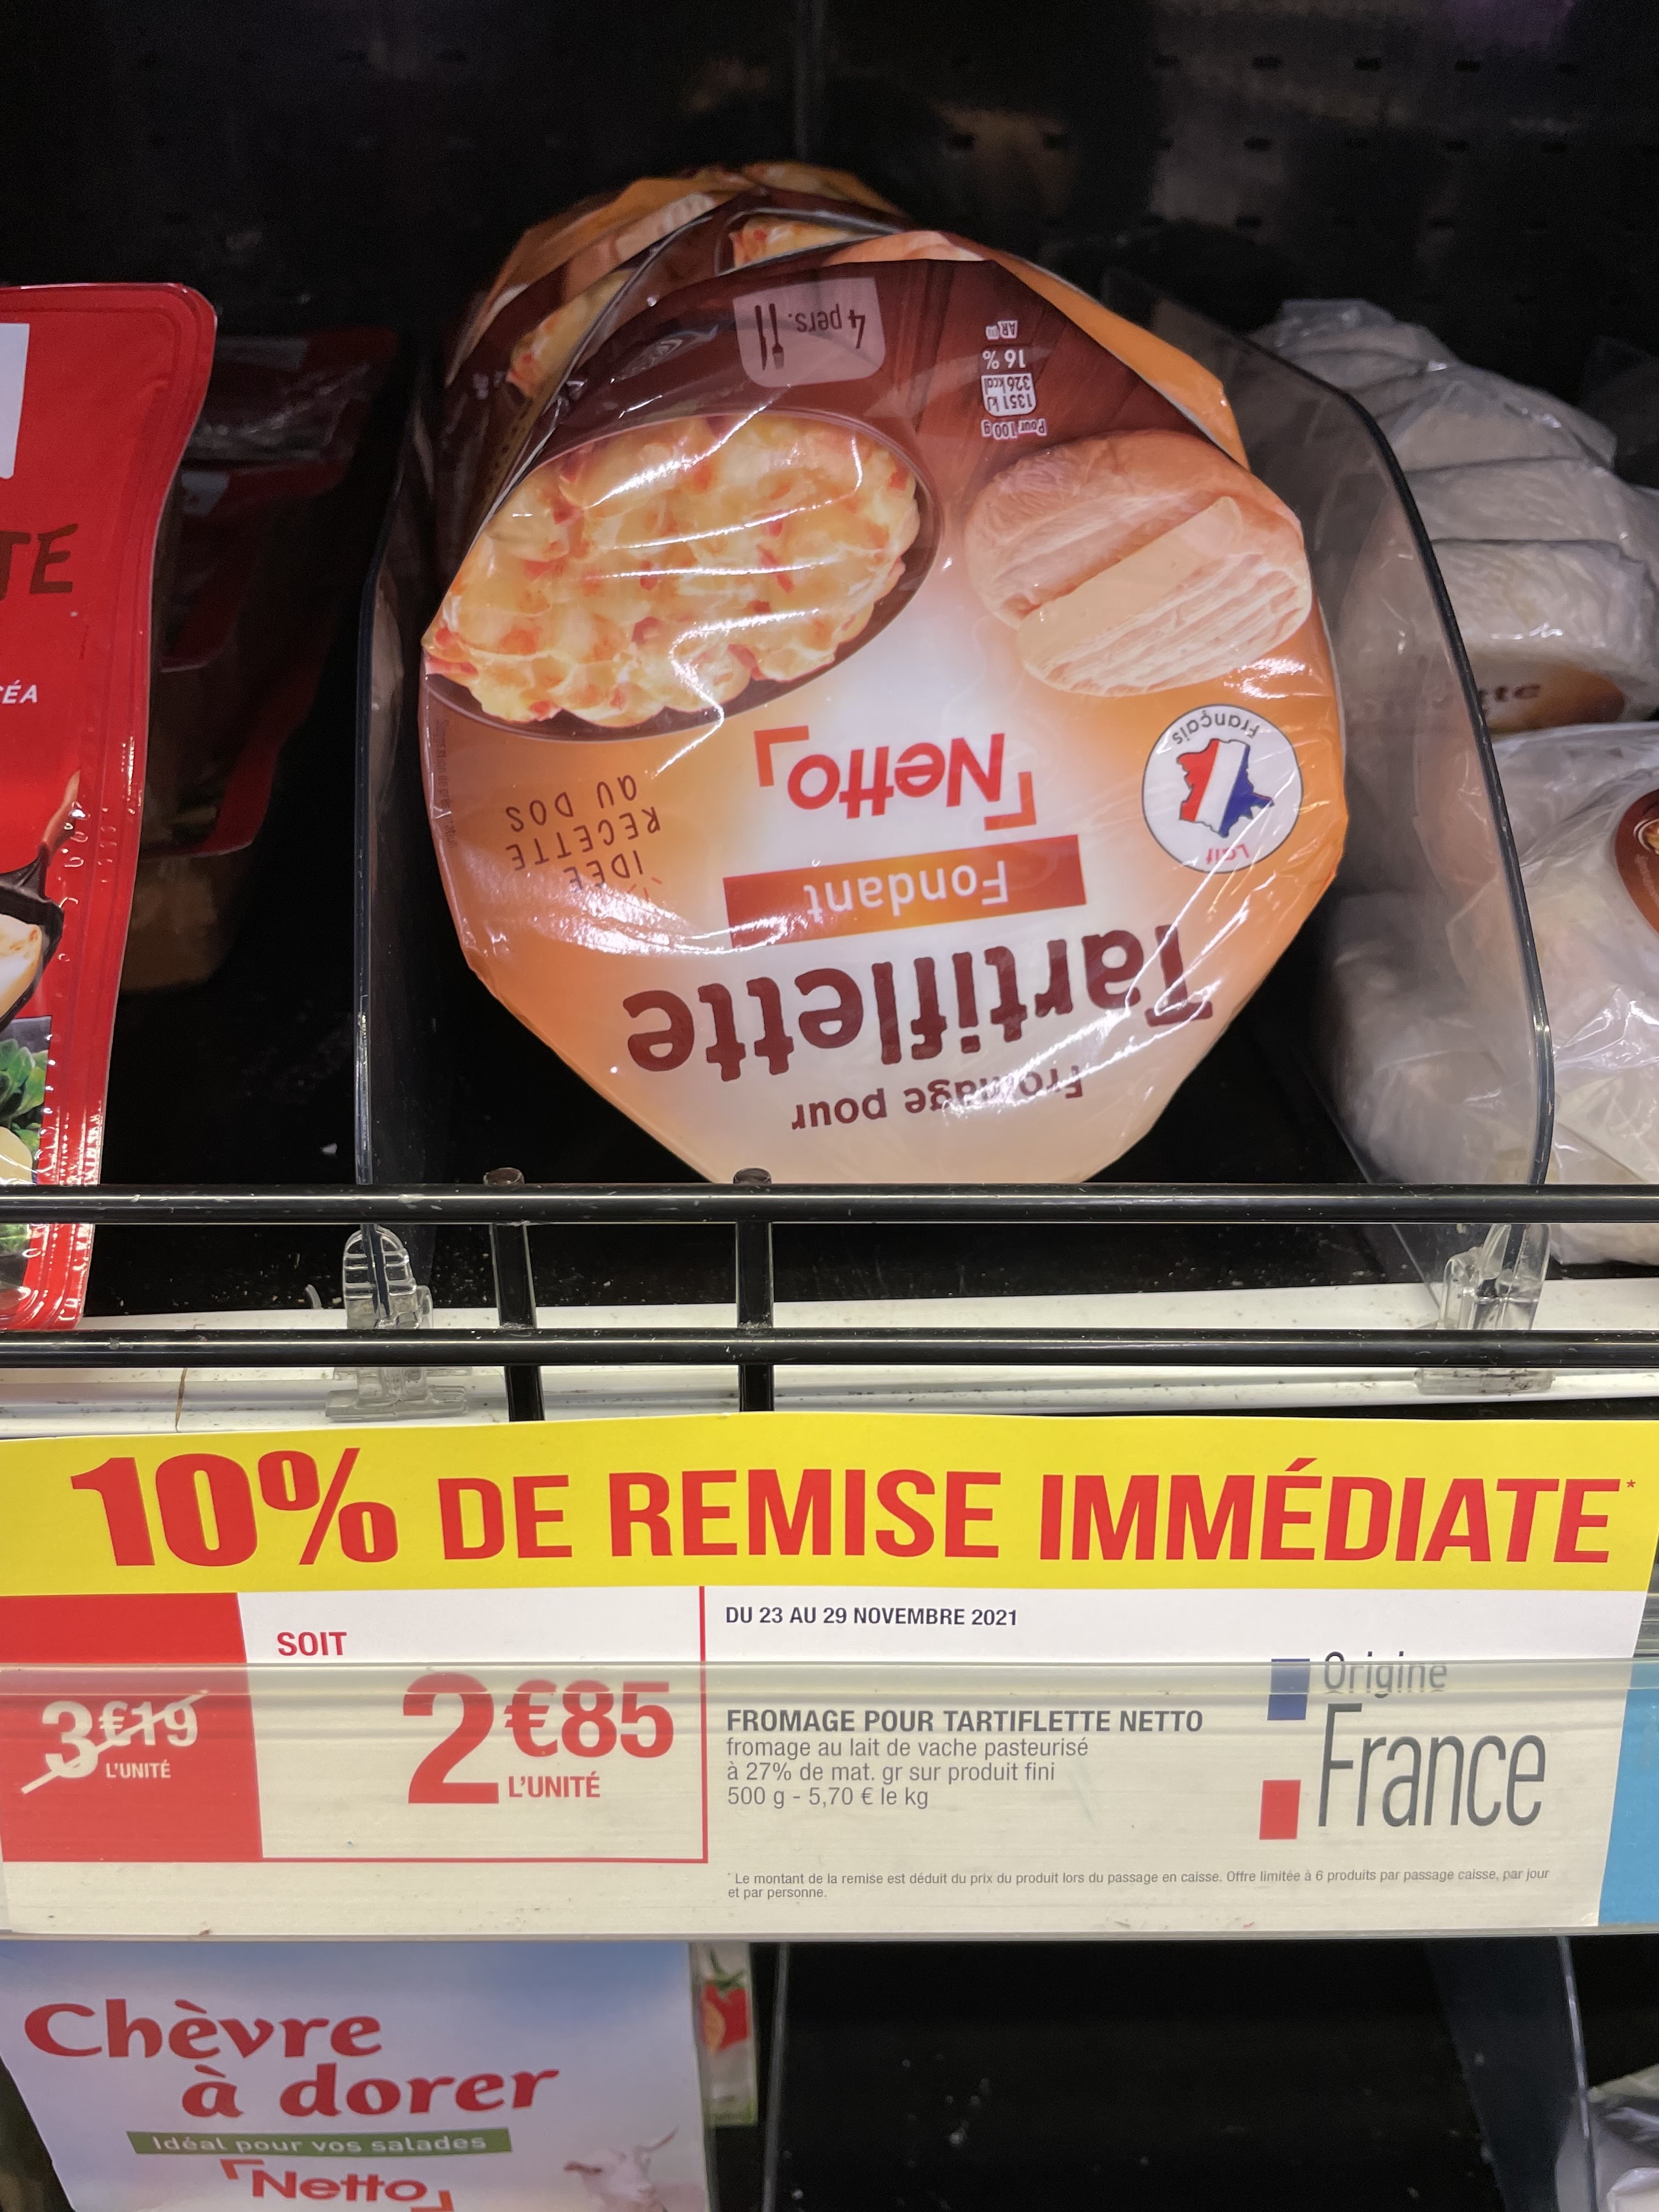 TE
ÉA
4 pers.
Pour 100 g
1351 kJ
326 kcal
16 %
AR
Lait
Français
Netto
Fondant
IDÉE
RECETTE
AU DOS
Fromage pour
Tartiflette
tte
10% DE REMISE IMMÉDIATE*
3€19
L'UNITÉ
SOIT
2€85
L'UNITÉ
DU 23 AU 29 NOVEMBRE 2021
FROMAGE POUR TARTIFLETTE NETTO
fromage au lait de vache pasteurisé
à 27% de mat. gr sur produit fini
500 g - 5,70 € le kg
Origine
France
* Le montant de la remise est déduit du prix du produit lors du passage en caisse. Offre limitée à 6 produits par passage caisse, par jour
et par personne.
Chèvre
à dorer
Idéal pour vos salades
Netto